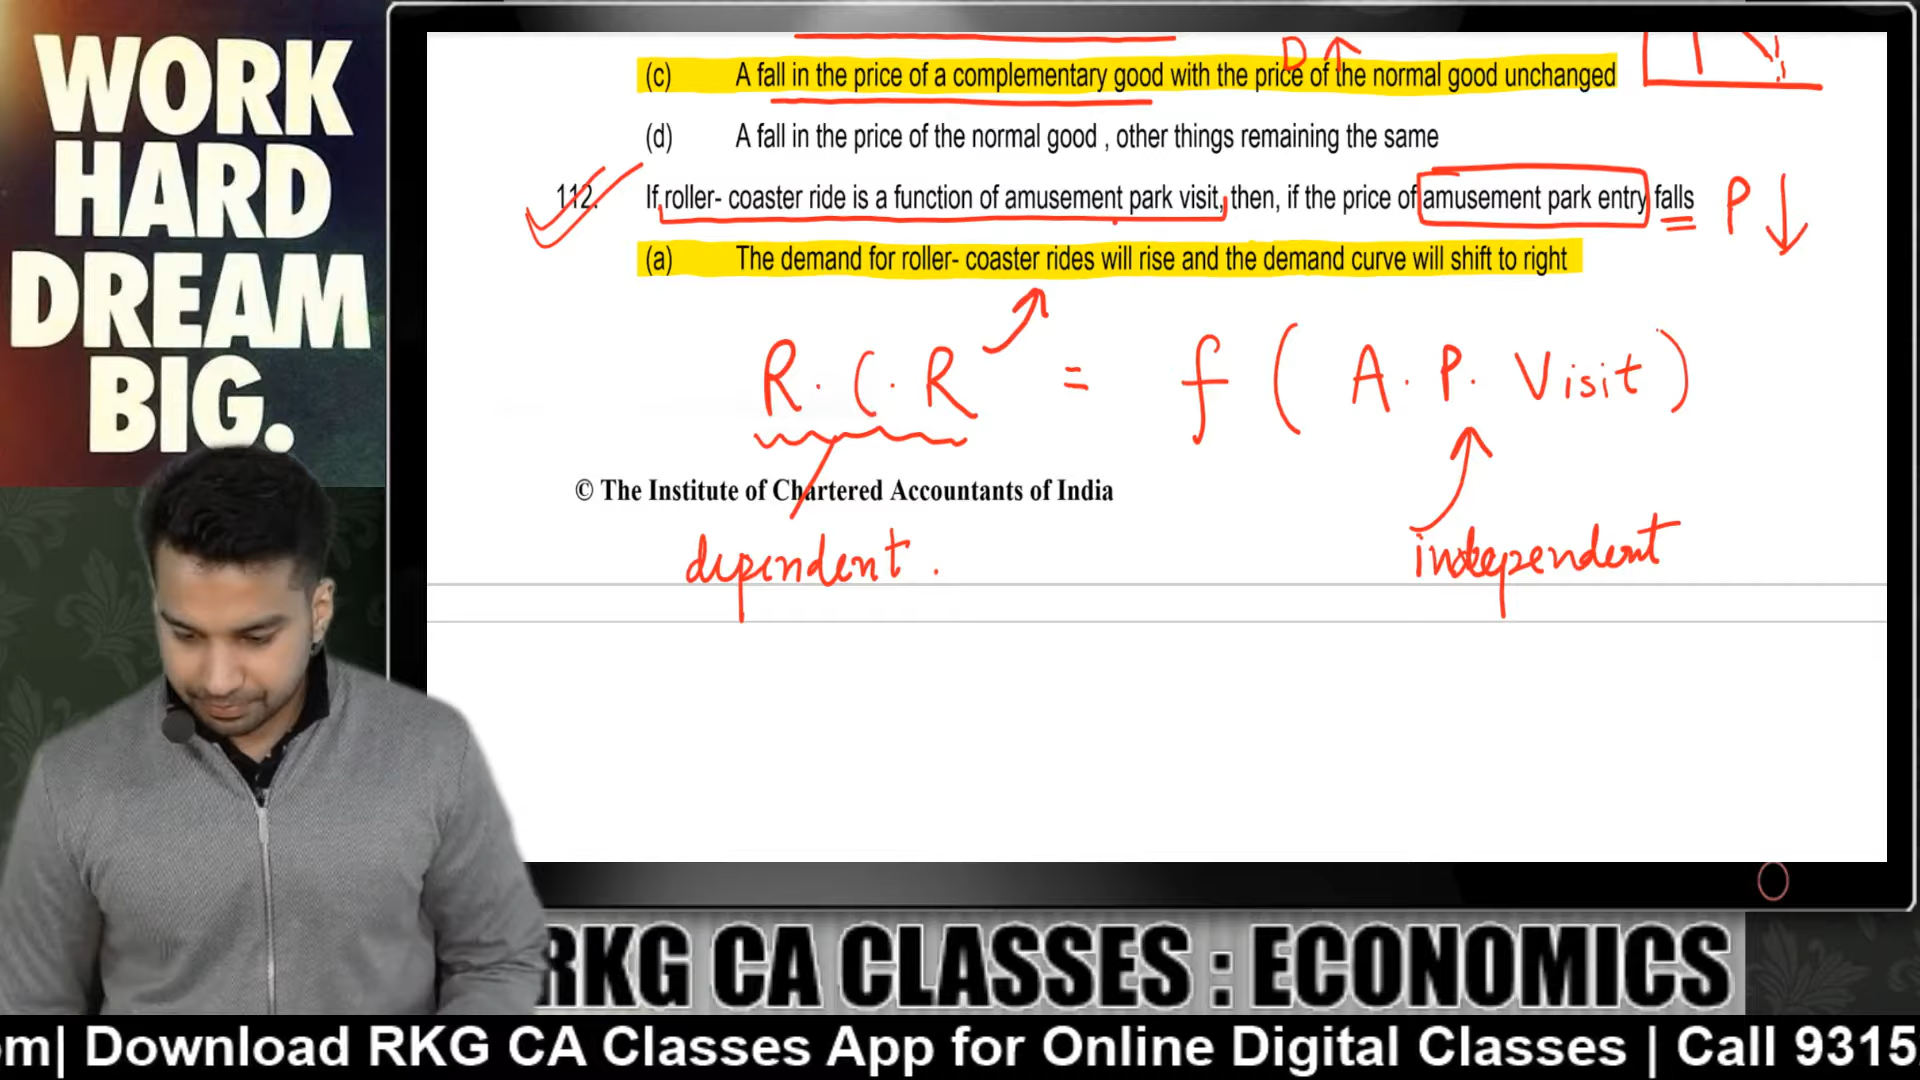 WORK
HARD
DREAM
BIG.
D ↑
(c) A fall in the price of a complementary good with the price of the normal good unchanged
(d) A fall in the price of the normal good , other things remaining the same
112. If roller- coaster ride is a function of amusement park visit, then, if the price of amusement park entry falls P ↓
(a) The demand for roller- coaster rides will rise and the demand curve will shift to right
R. C. R = f ( A. P. Visit )
© The Institute of Chartered Accountants of India
dependent. independent
RKG CA CLASSES : ECONOMICS
om| Download RKG CA Classes App for Online Digital Classes | Call 9315